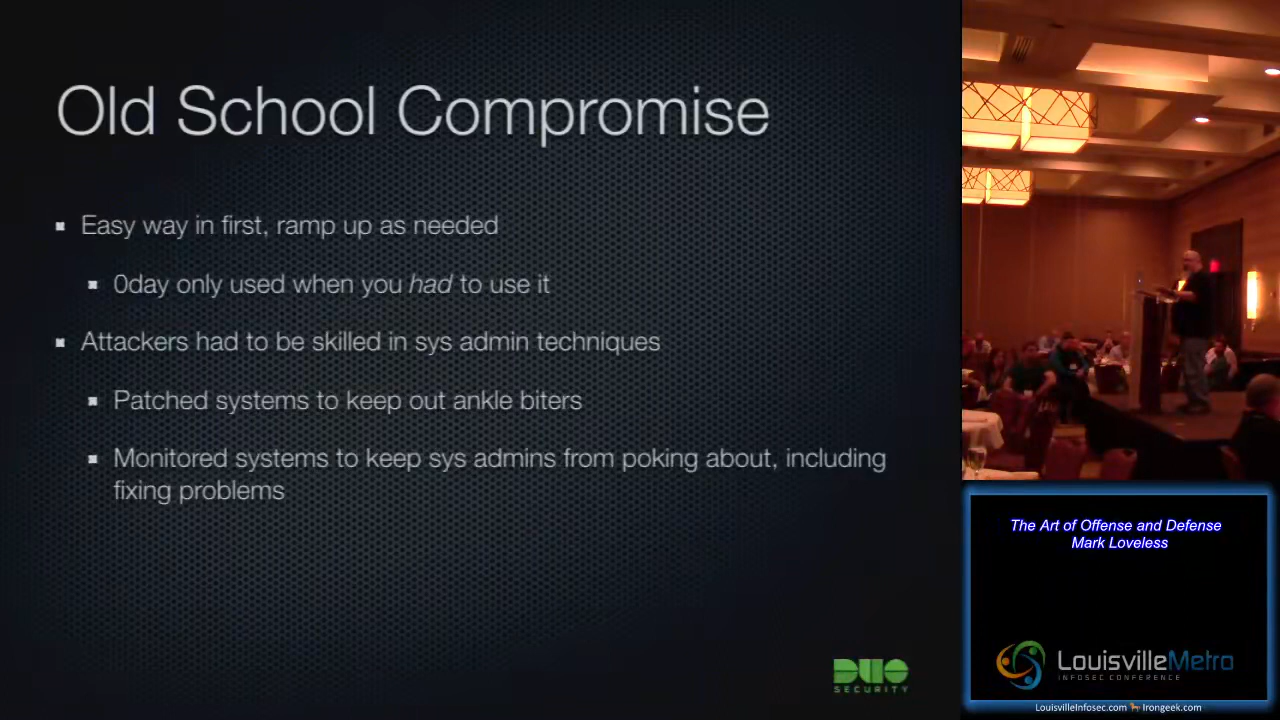 Old School Compromise
Easy way in first, ramp up as needed
0day only used when you had to use it
Attackers had to be skilled in sys admin techniques
Patched systems to keep out ankle biters
Monitored systems to keep sys admins from poking about, including
fixing problems
DUO
SECURITY
The Art of Offense and Defense
Mark Loveless
LouisvilleMetro
INFOSEC CONFERENCE
LouisvilleInfosec.com Irongeek.com